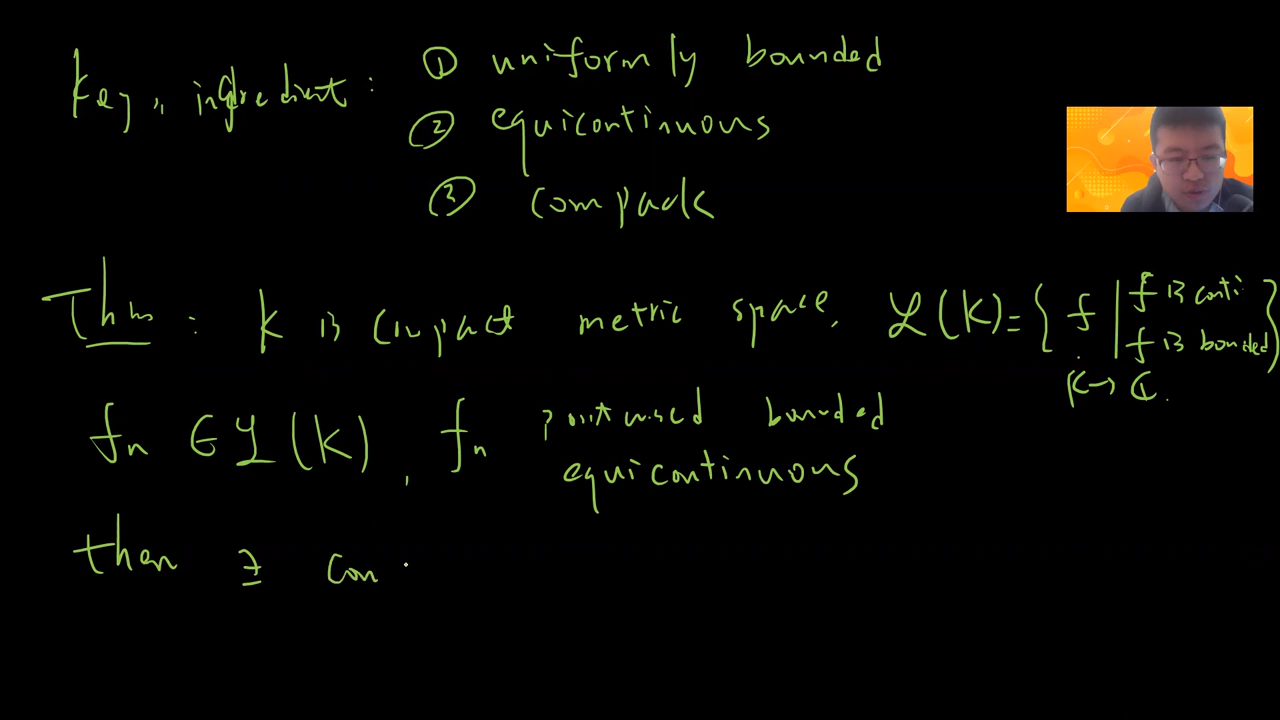 Key ingredient : ① uniformly bounded
② equicontinuous
③ compack
Thm : K is compact metric space, ℒ(K) = { f | f is conti
f is bounded }
K → ℂ.
fn ∈ ℒ(K), fn pointwised bounded
equicontinuous
then ∃ con